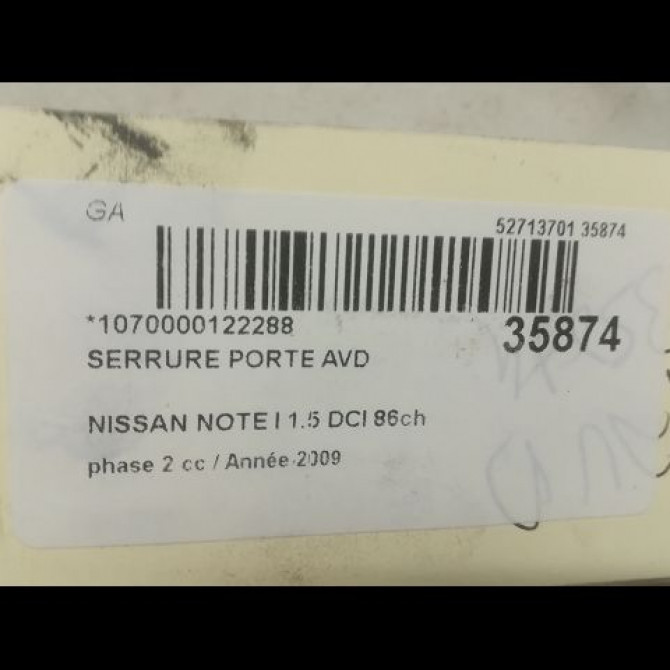 GA
52713701 35874
*1070000122288
35874
SERRURE PORTE AVD
NISSAN NOTE I 1.5 DCI 86ch
phase 2 cc / Année 2009